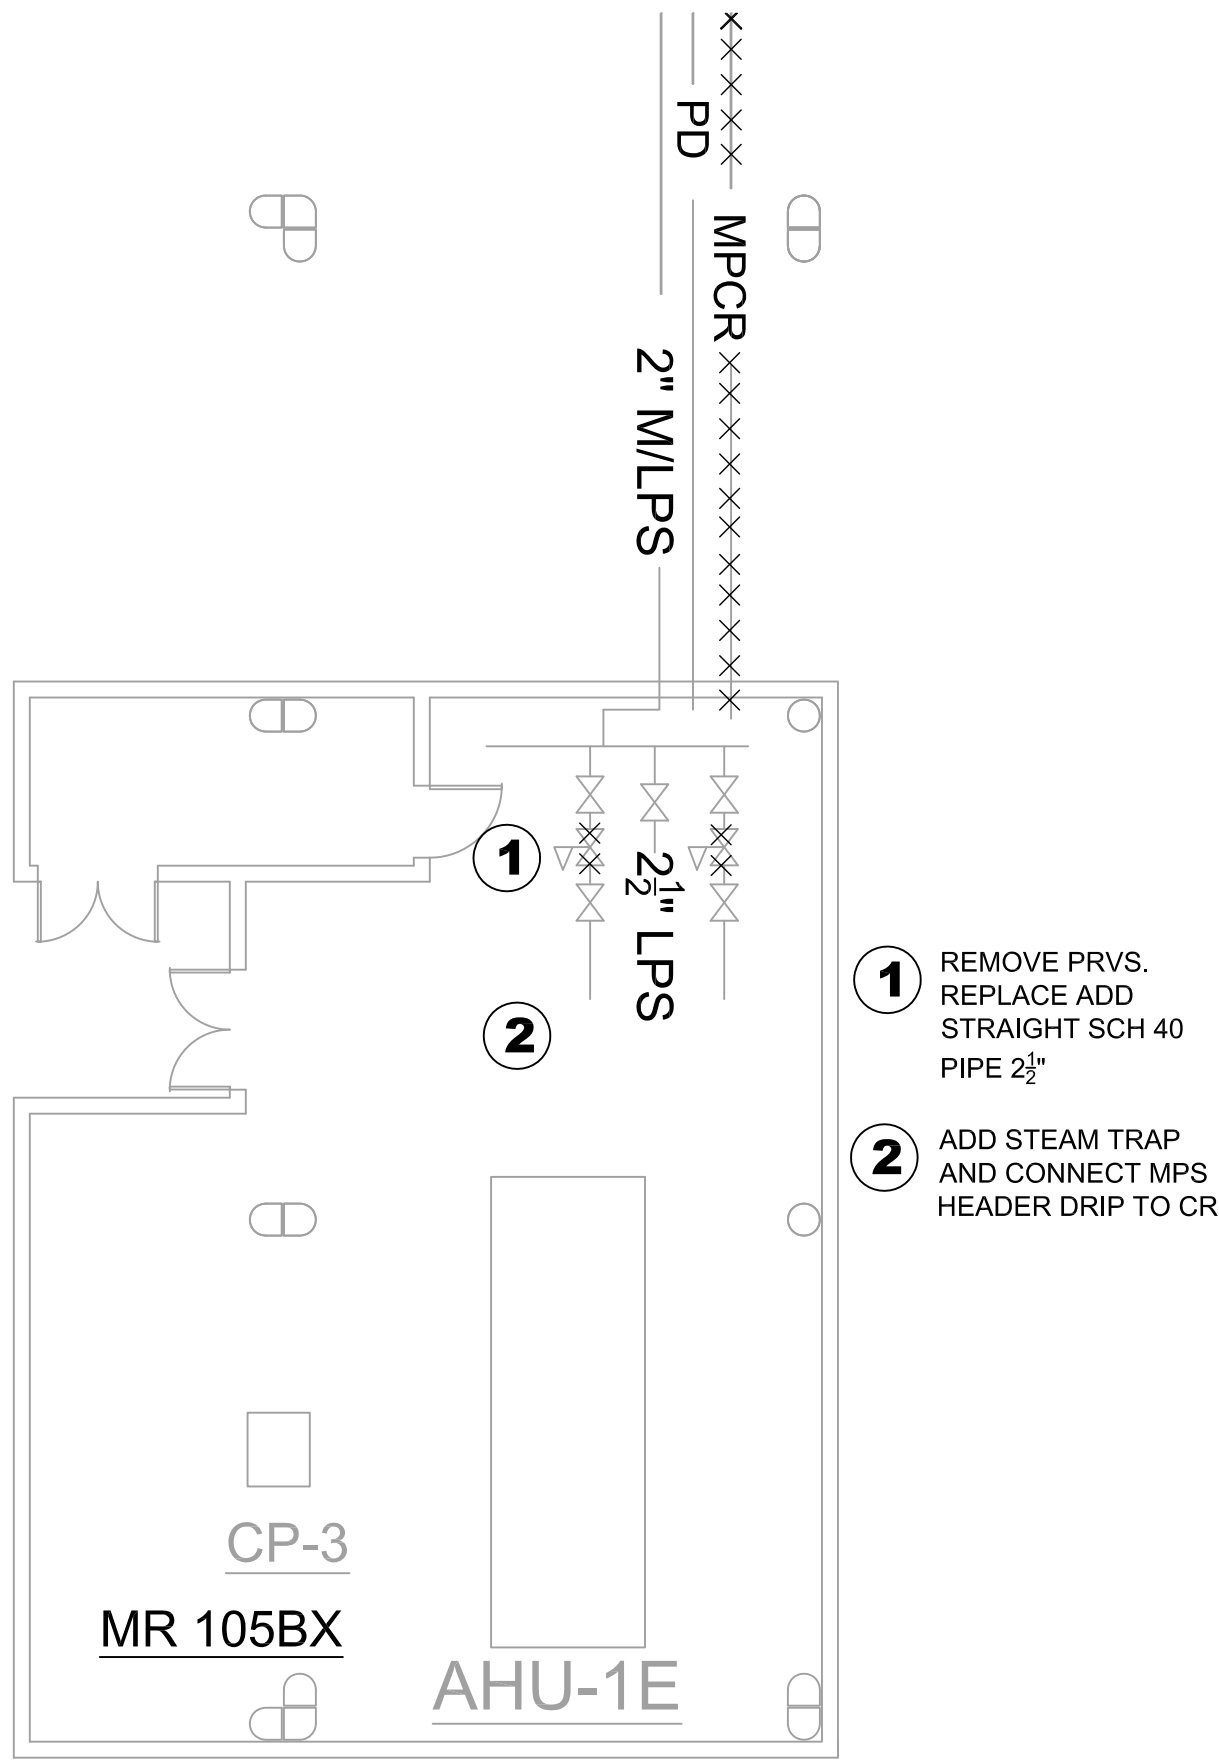 PD
MPCR
2" M/LPS
1
2½" LPS
2
1 REMOVE PRVS.
REPLACE ADD
STRAIGHT SCH 40
PIPE 2½"
2 ADD STEAM TRAP
AND CONNECT MPS
HEADER DRIP TO CR
CP-3
MR 105BX
AHU-1E